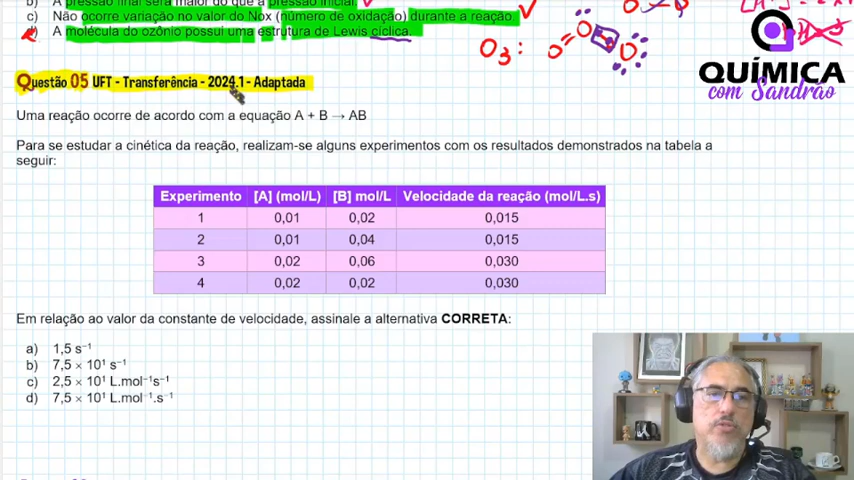 b) A pressão final será maior do que a pressão inicial.
c) Não ocorre variação no valor do Nox (número de oxidação) durante a reação.
d) A molécula do ozônio possui uma estrutura de Lewis cíclica.
O3: O=O O
QUÍMICA
com Sandrão
Questão 05 UFT - Transferência - 2024.1 - Adaptada
Uma reação ocorre de acordo com a equação A + B → AB
Para se estudar a cinética da reação, realizam-se alguns experimentos com os resultados demonstrados na tabela a
seguir:
Experimento [A] (mol/L) [B] mol/L Velocidade da reação (mol/L.s)
1 0,01 0,02 0,015
2 0,01 0,04 0,015
3 0,02 0,06 0,030
4 0,02 0,02 0,030
Em relação ao valor da constante de velocidade, assinale a alternativa CORRETA:
a) 1,5 s⁻¹
b) 7,5 × 10¹ s⁻¹
c) 2,5 × 10¹ L.mol⁻¹s⁻¹
d) 7,5 × 10¹ L.mol⁻¹.s⁻¹